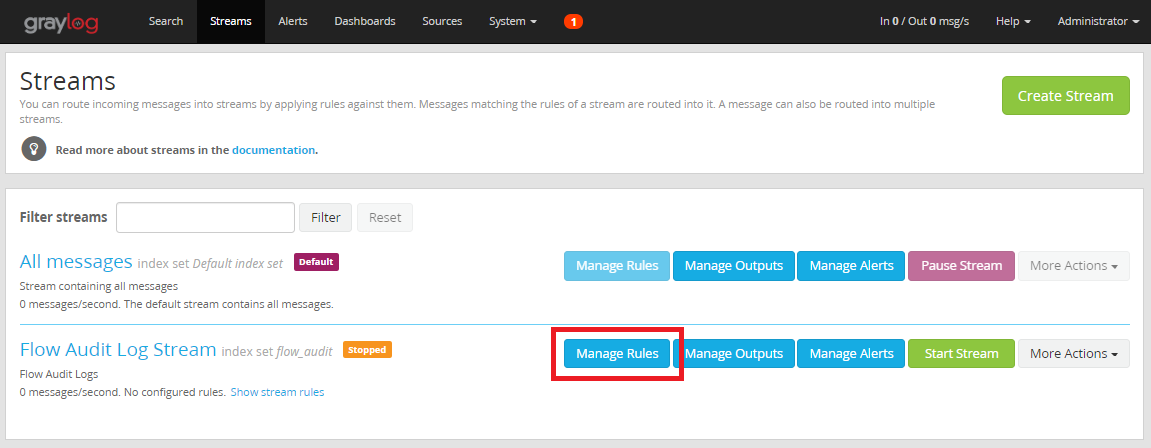 graylog Search Streams Alerts Dashboards Sources System 1 In 0 / Out 0 msg/s Help Administrator
Streams
You can route incoming messages into streams by applying rules against them. Messages matching the rules of a stream are routed into it. A message can also be routed into multiple
streams.
Create Stream
Read more about streams in the documentation.
Filter streams Filter Reset
All messages index set Default index set Default Manage Rules Manage Outputs Manage Alerts Pause Stream More Actions
Stream containing all messages
0 messages/second. The default stream contains all messages.
Flow Audit Log Stream index set flow_audit Stopped Manage Rules Manage Outputs Manage Alerts Start Stream More Actions
Flow Audit Logs
0 messages/second. No configured rules. Show stream rules